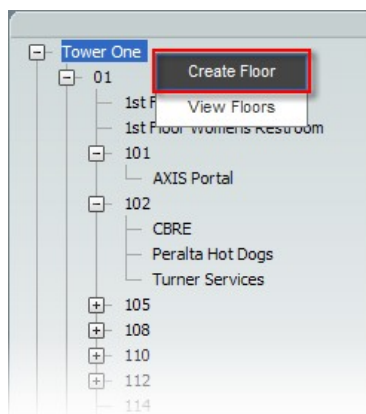 Tower One
Create Floor
01
View Floors
1st F
1st Floor Womens Restroom
101
AXIS Portal
102
CBRE
Peralta Hot Dogs
Turner Services
105
108
110
112
114